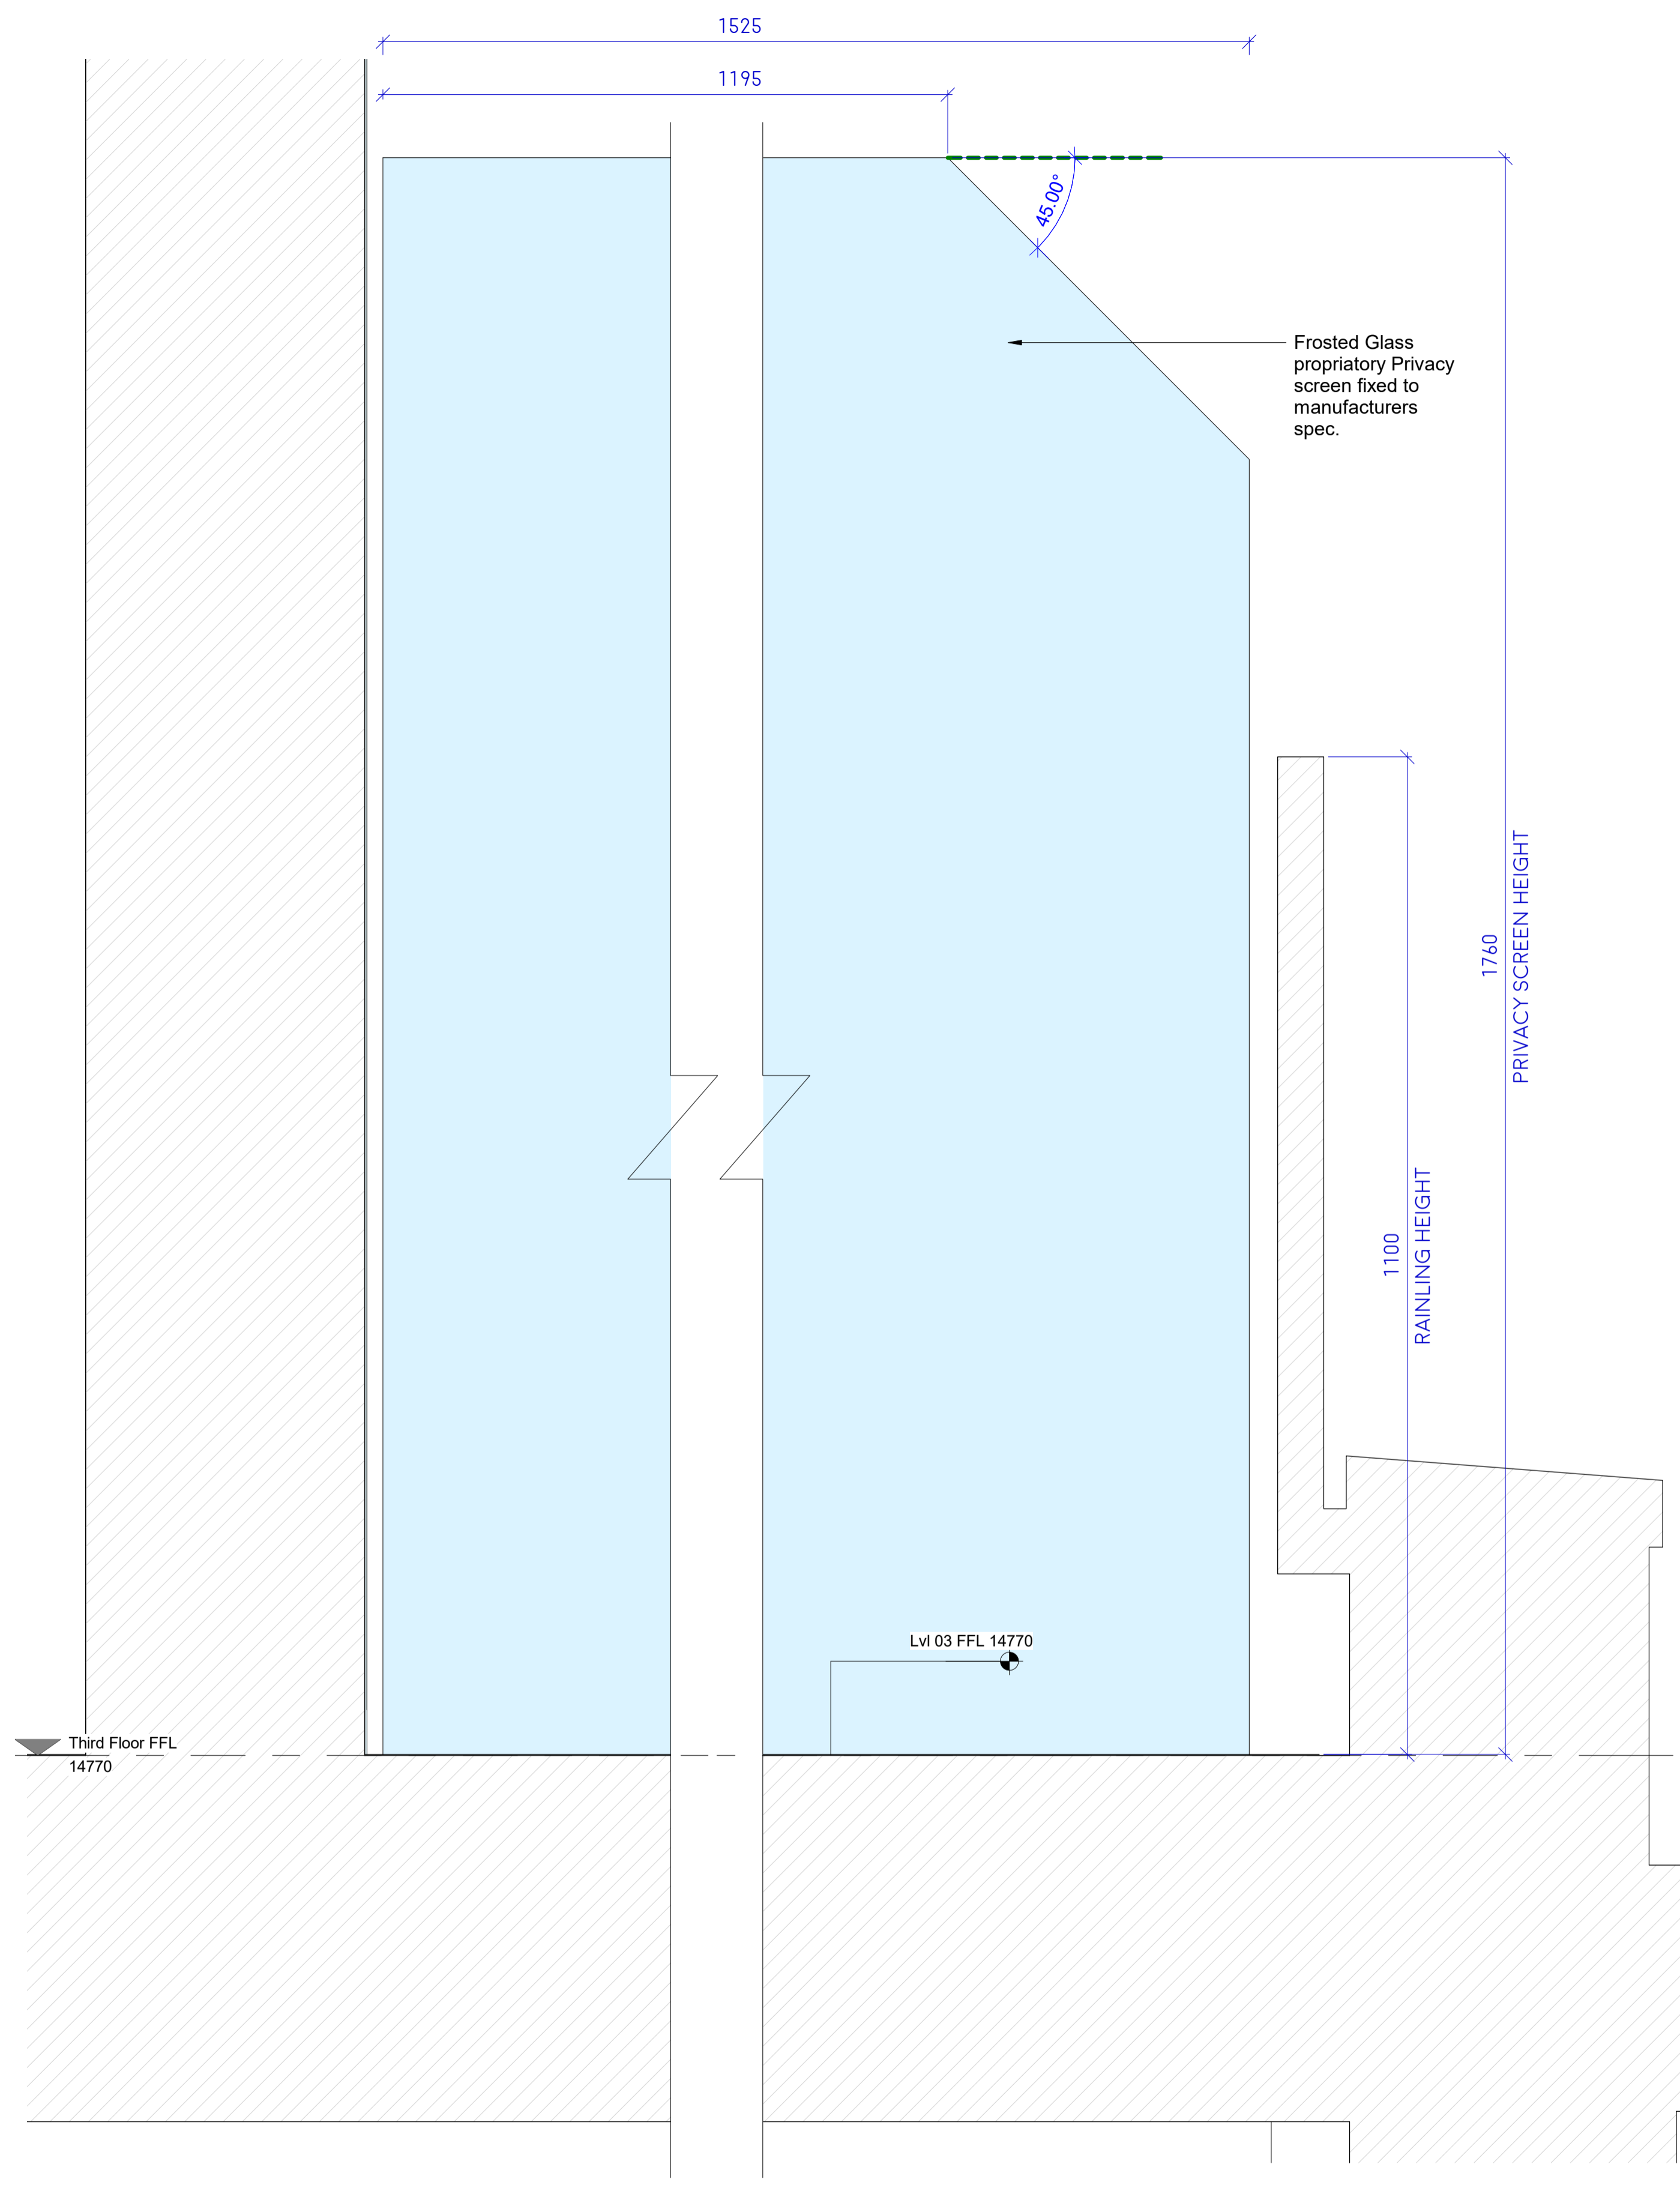 1525
1195
45.00°
Frosted Glass
propriatory Privacy
screen fixed to
manufacturers
spec.
1760
PRIVACY SCREEN HEIGHT
1100
RAINLING HEIGHT
Lvl 03 FFL 14770
Third Floor FFL
14770